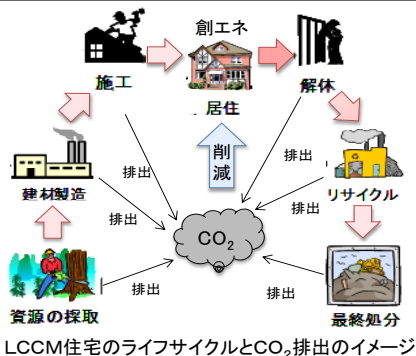 創エネ
施工
居住
解体
削減
排出
排出
建材製造
リサイクル
排出
排出
CO₂
排出
排出
資源の採取
最終処分
LCCM住宅のライフサイクルとCO₂排出のイメージ